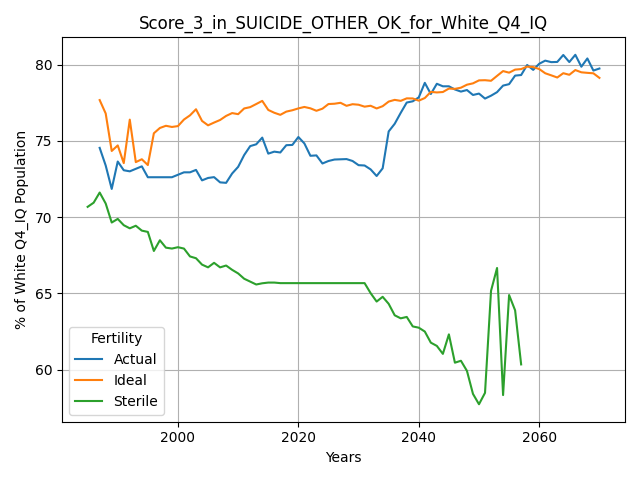 Score_3_in_SUICIDE_OTHER_OK_for_White_Q4_IQ
% of White Q4_IQ Population
80
75
70
65
60
Fertility
Actual
Ideal
Sterile
2000
2020
2040
2060
Years